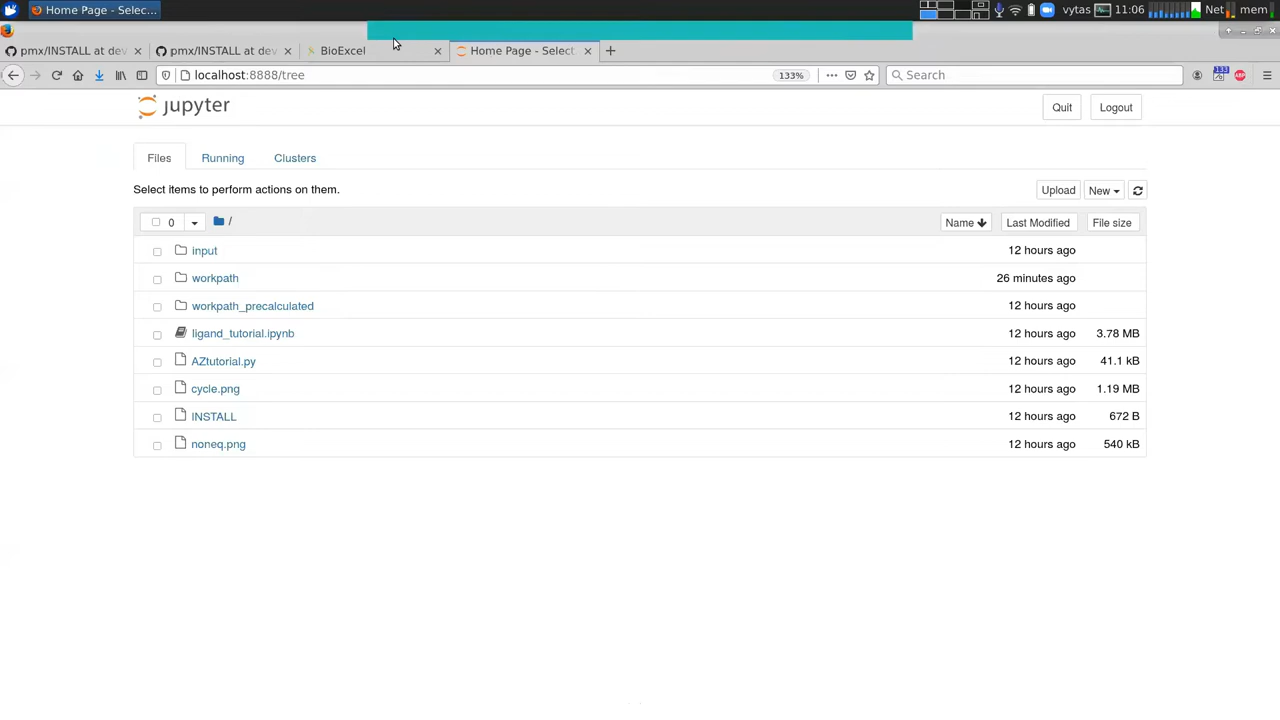 Home Page - Selec...
vytas
11:06
Net
mem
pmx/INSTALL at dev
pmx/INSTALL at dev
BioExcel
Home Page - Select
localhost:8888/tree
133%
Search
133
ABP
jupyter
Quit
Logout
Files
Running
Clusters
Select items to perform actions on them.
Upload
New
0
/
Name
Last Modified
File size
input
12 hours ago
workpath
26 minutes ago
workpath_precalculated
12 hours ago
ligand_tutorial.ipynb
12 hours ago
3.78 MB
AZtutorial.py
12 hours ago
41.1 kB
cycle.png
12 hours ago
1.19 MB
INSTALL
12 hours ago
672 B
noneq.png
12 hours ago
540 kB